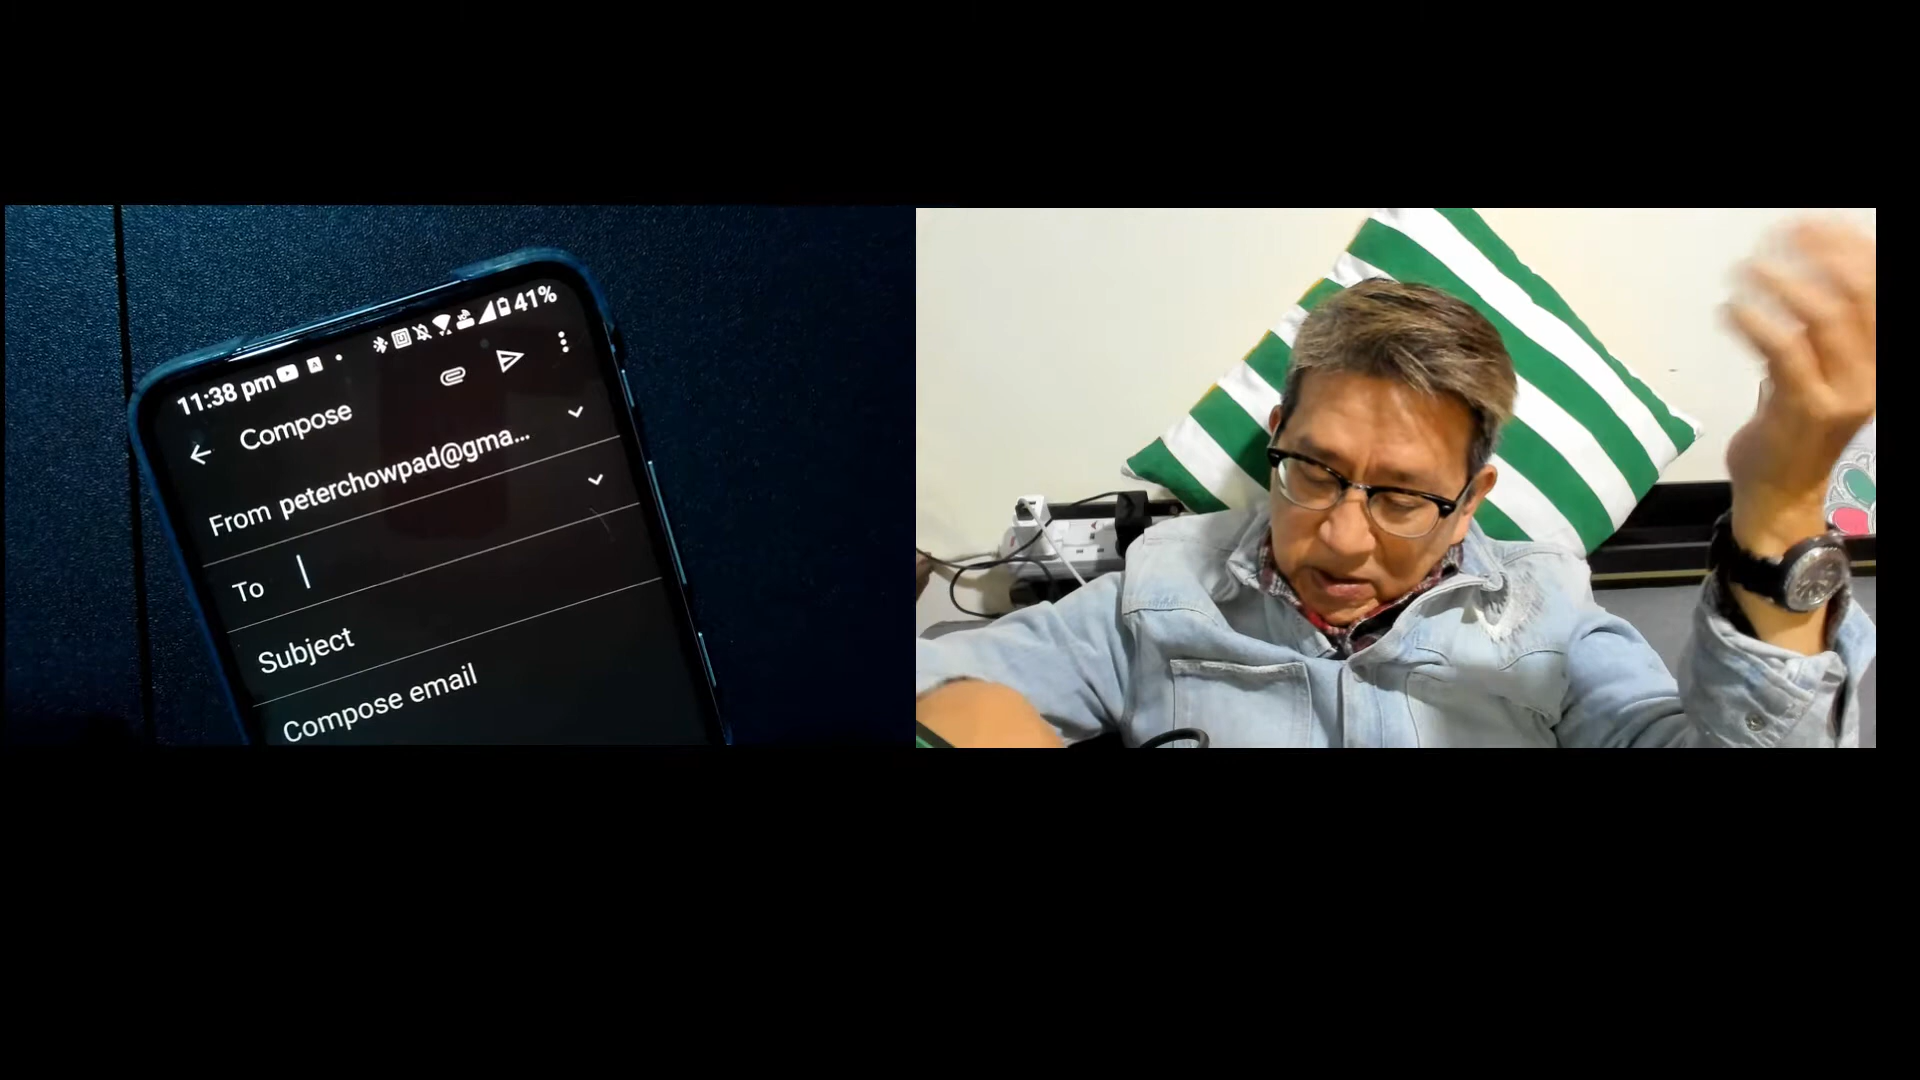 11:38 pm 41%
Compose
From peterchowpad@gma...
To
Subject
Compose email